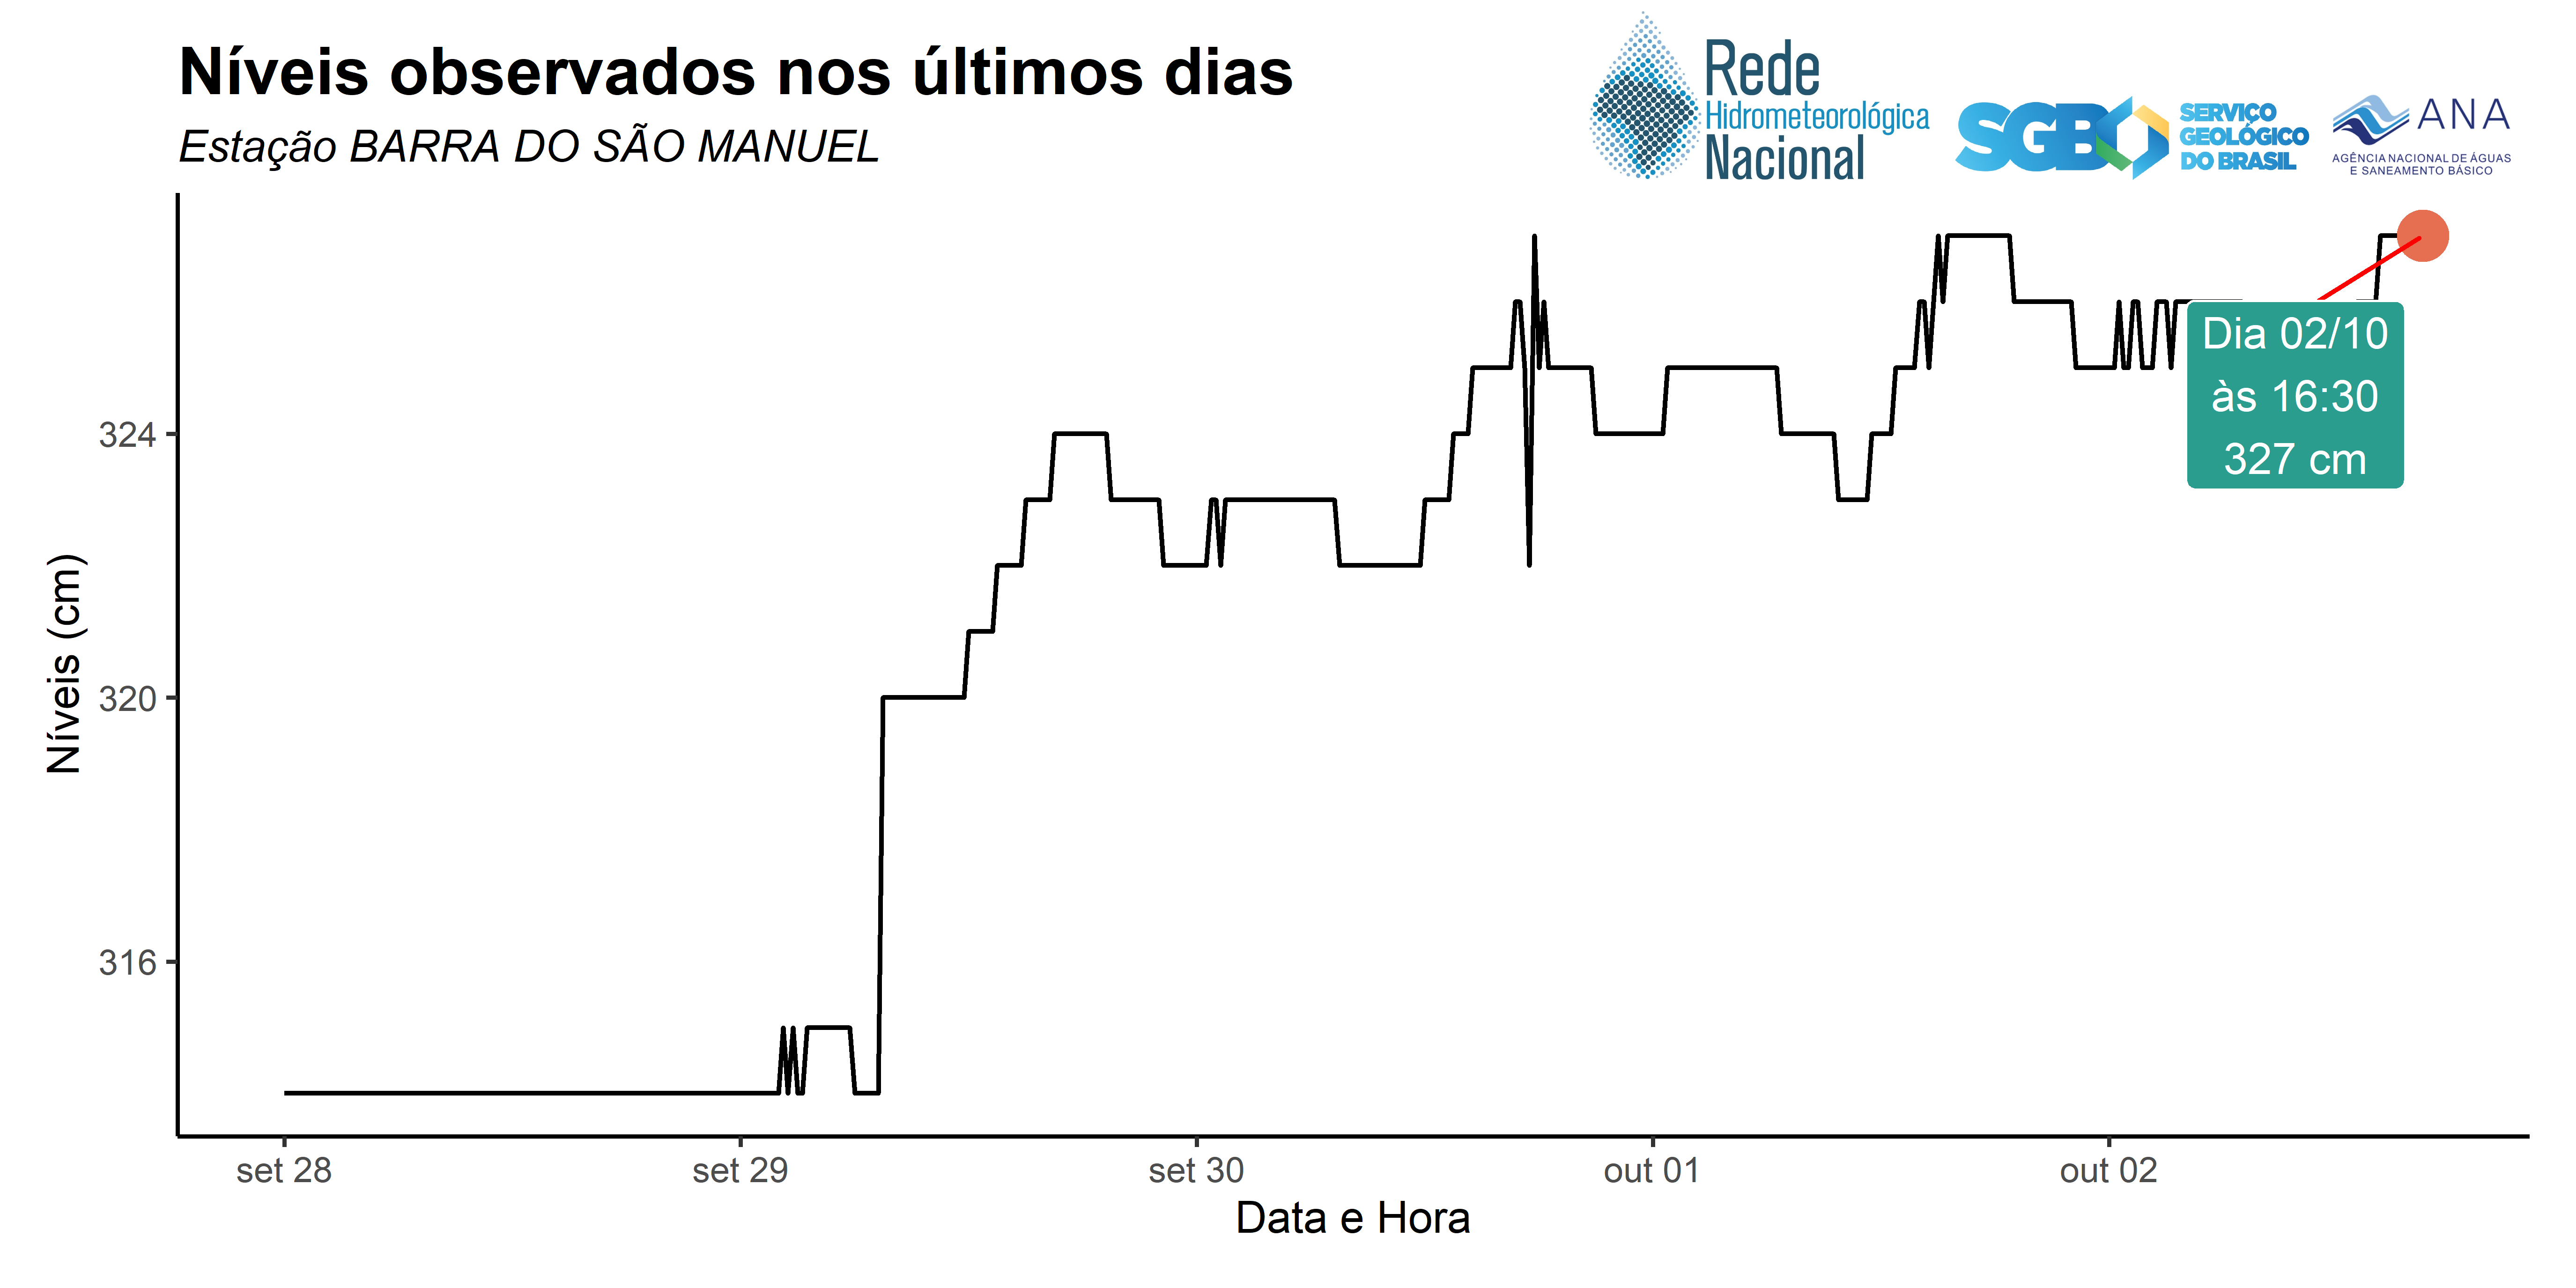 Níveis observados nos últimos dias
Estação BARRA DO SÃO MANUEL
Rede
Hidrometeorológica
Nacional
SGB
SERVIÇO
GEOLÓGICO
DO BRASIL
ANA
AGÊNCIA NACIONAL DE ÁGUAS
E SANEAMENTO BÁSICO
Níveis (cm)
324
320
316
Dia 02/10
às 16:30
327 cm
set 28
set 29
set 30
out 01
out 02
Data e Hora